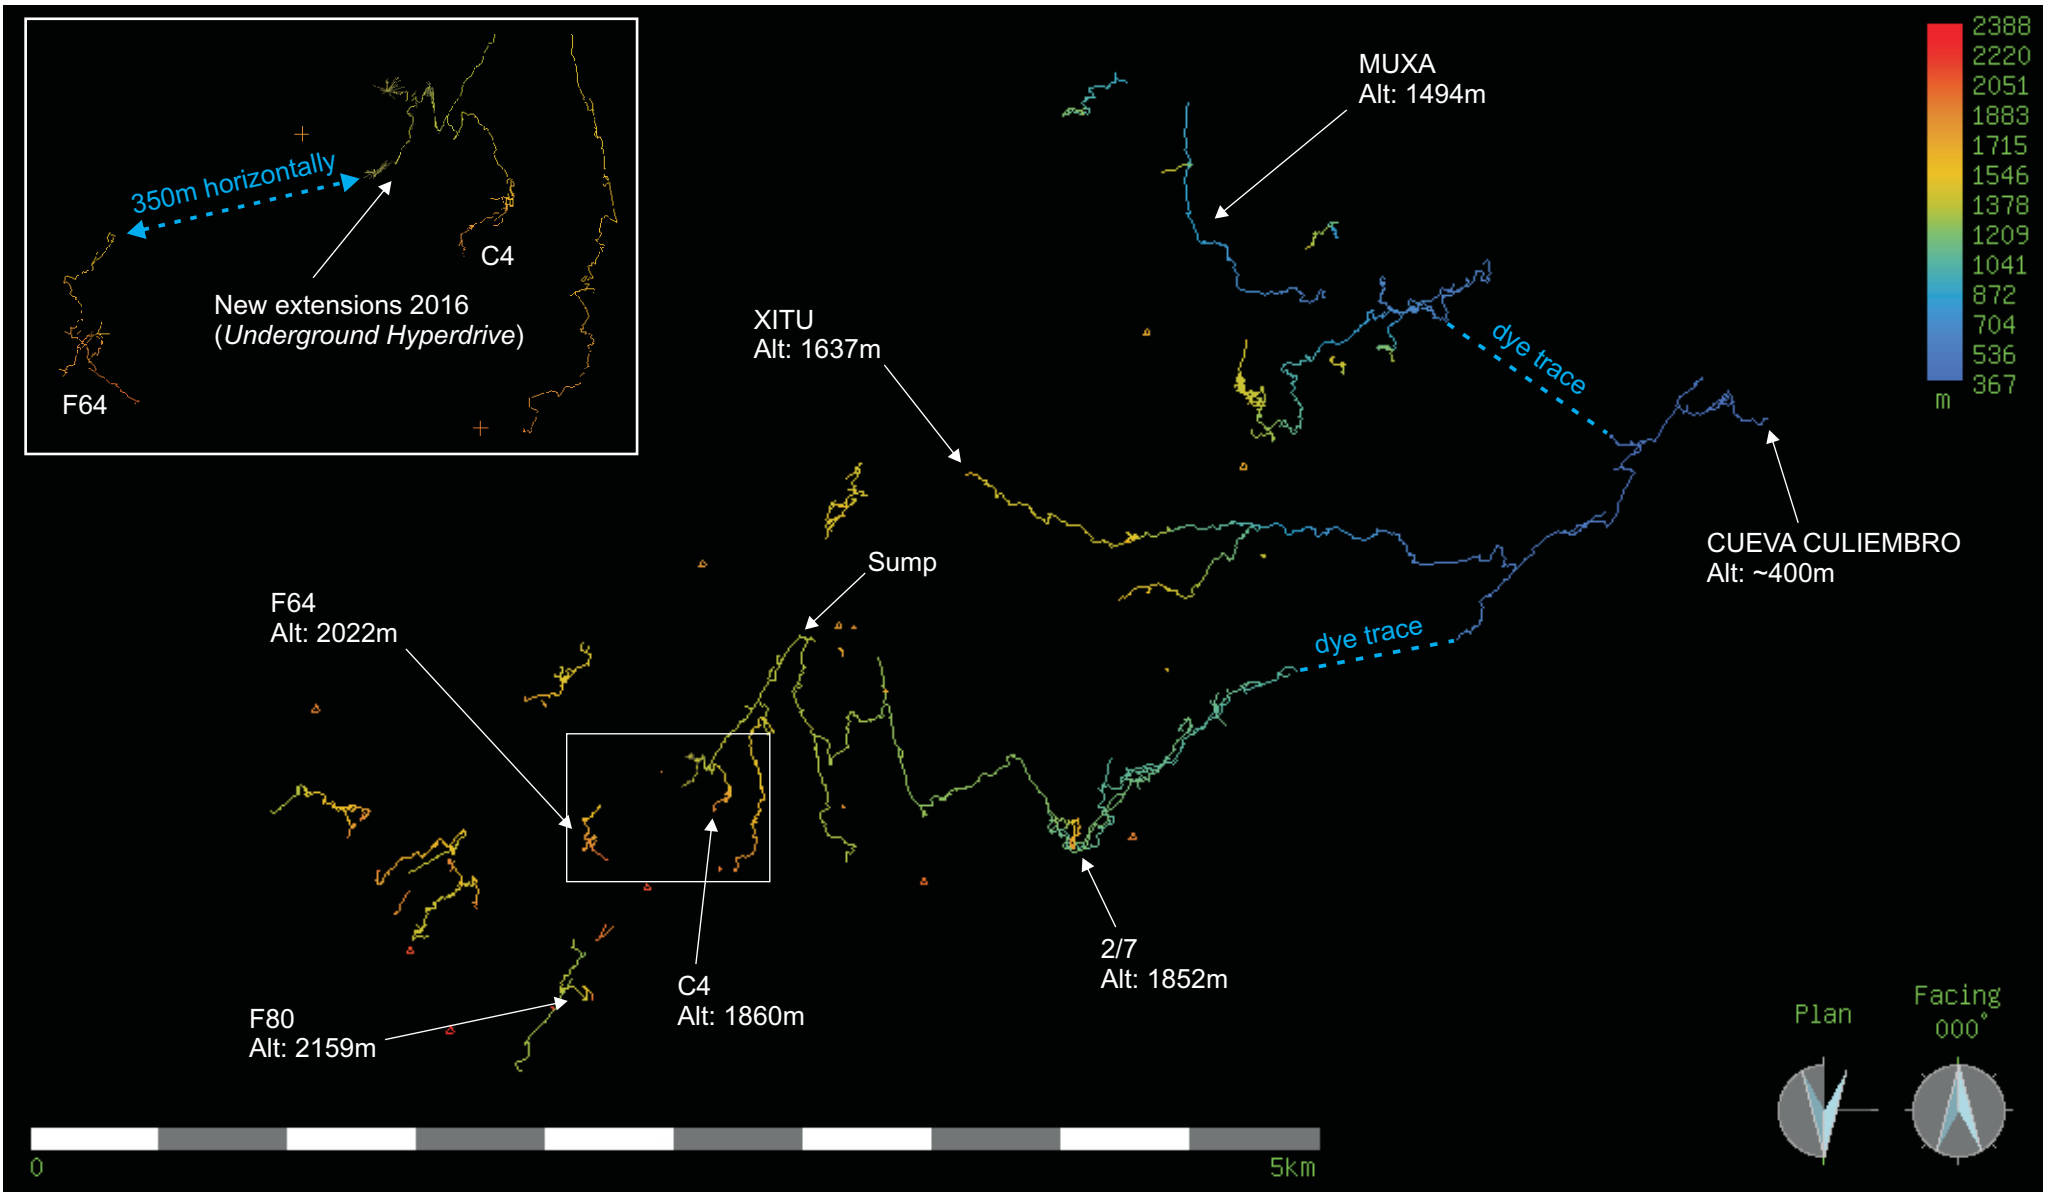 2388
2220
2051
1883
1715
1546
1378
1209
1041
872
704
536
367
m
MUXA
Alt: 1494m
350m horizontally
C4
New extensions 2016
(Underground Hyperdrive)
F64
XITU
Alt: 1637m
dye trace
CUEVA CULIEMBRO
Alt: ~400m
Sump
F64
Alt: 2022m
dye trace
2/7
Alt: 1852m
C4
Alt: 1860m
F80
Alt: 2159m
Plan
Facing
000°
0
5km